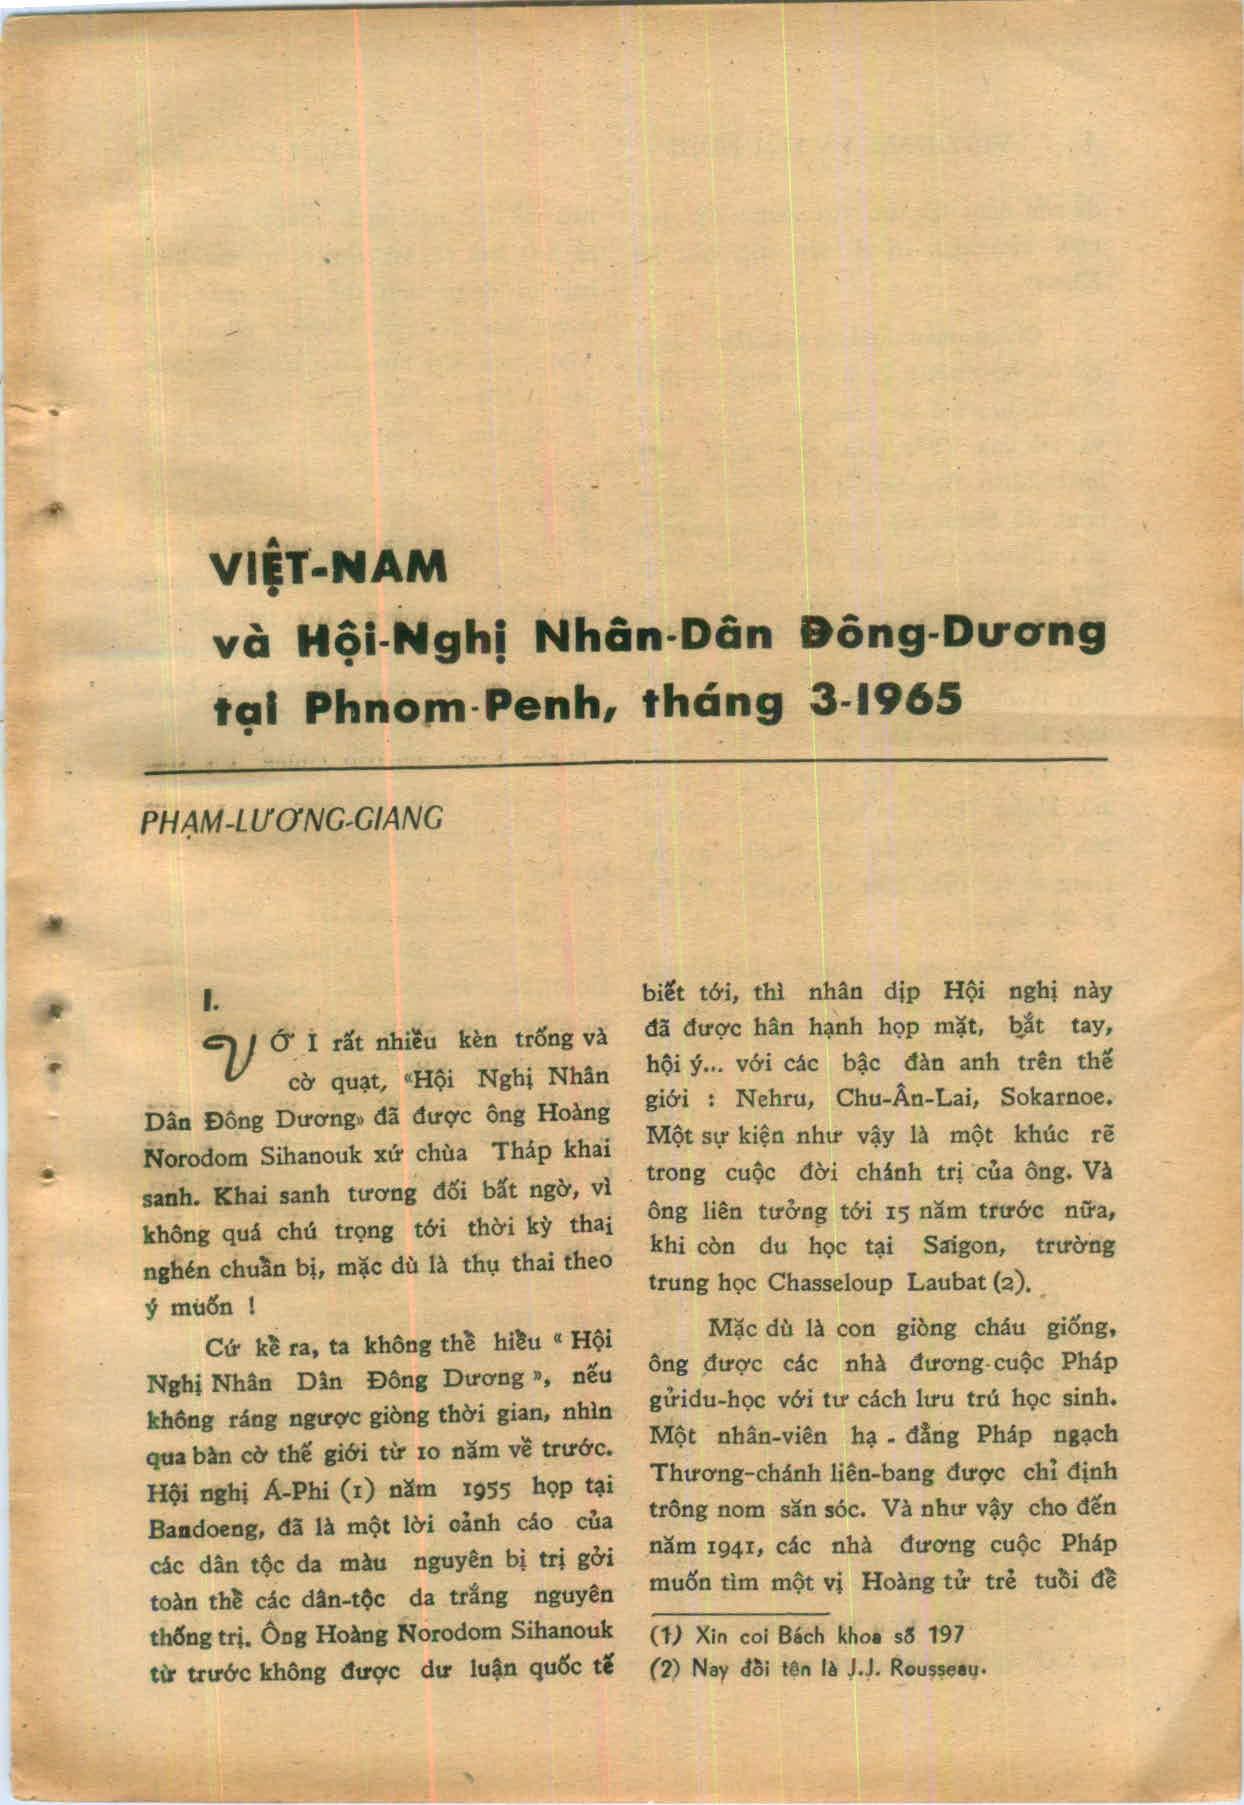 VIỆT-NAM
và Hội-Nghị Nhân-Dân Đông-Dương
tại Phnom-Penh, tháng 3-1965
PHẠM-LƯƠNG-GIANG
I.
VỚI rất nhiều kèn trống và
cờ quạt, «Hội Nghị Nhân
Dân Đông Dương» đã được ông Hoàng
Norodom Sihanouk xứ chùa Tháp khai
sanh. Khai sanh tương đối bất ngờ, vì
không quá chú trọng tới thời kỳ thai
nghén chuẩn bị, mặc dù là thụ thai theo
ý muốn !
Cứ kể ra, ta không thể hiểu « Hội
Nghị Nhân Dân Đông Dương », nếu
không ráng ngược giòng thời gian, nhìn
qua bàn cờ thế giới từ 10 năm về trước.
Hội nghị Á-Phi (1) năm 1955 họp tại
Bandoeng, đã là một lời cảnh cáo của
các dân tộc da màu nguyên bị trị gởi
toàn thể các dân-tộc da trắng nguyên
thống trị. Ông Hoàng Norodom Sihanouk
từ trước không được dư luận quốc tế
biết tới, thì nhân dịp Hội nghị này
đã được hân hạnh họp mặt, bắt tay,
hội ý... với các bậc đàn anh trên thế
giới : Nehru, Chu-Ân-Lai, Sokarnoe.
Một sự kiện như vậy là một khúc rẽ
trong cuộc đời chánh trị của ông. Và
ông liên tưởng tới 15 năm trước nữa,
khi còn du học tại Saigon, trường
trung học Chasseloup Laubat (2).
Mặc dù là con giòng cháu giống,
ông được các nhà đương-cuộc Pháp
gửidu-học với tư cách lưu trú học sinh.
Một nhân-viên hạ - đẳng Pháp ngạch
Thương-chánh liên-bang được chỉ định
trông nom săn sóc. Và như vậy cho đến
năm 1941, các nhà đương cuộc Pháp
muốn tìm một vị Hoàng tử trẻ tuổi để
(1) Xin coi Bách khoa số 197
(2) Nay đổi tên là J.J. Rousseau.